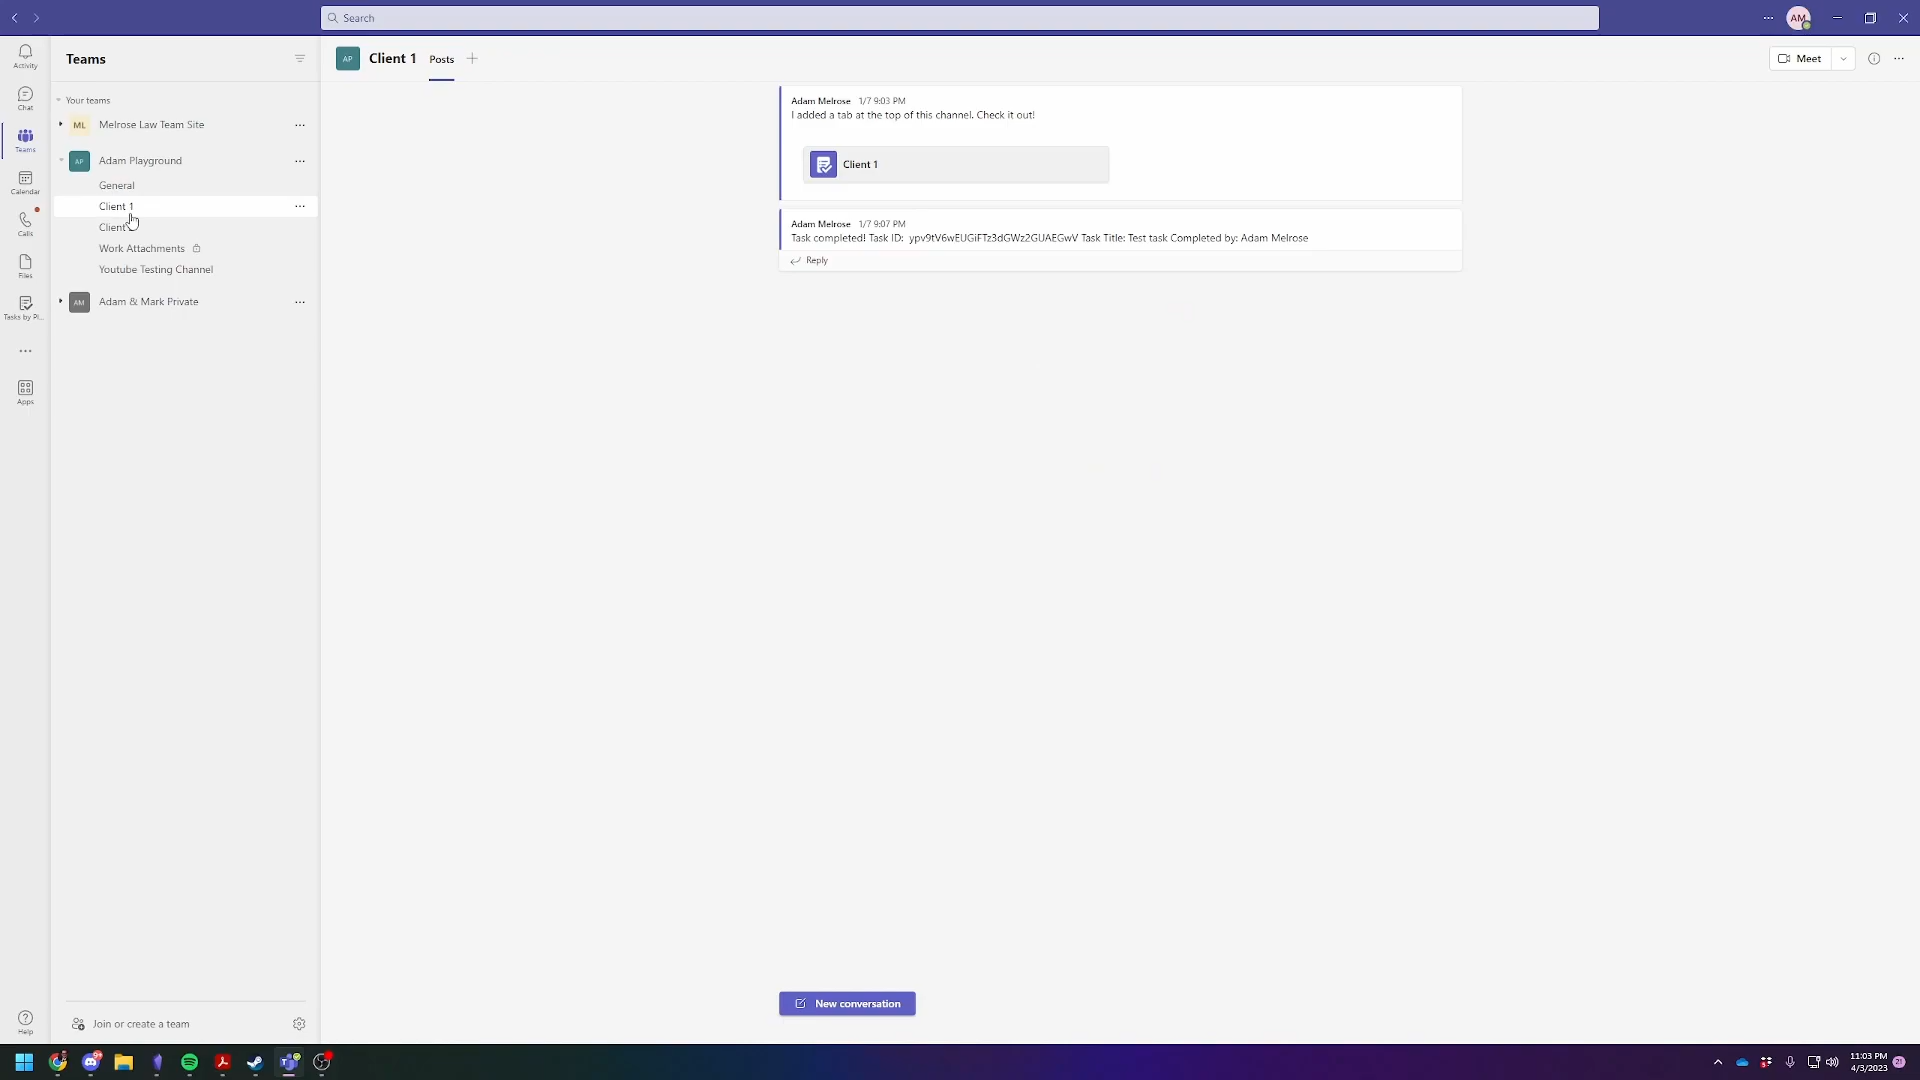 Search
AM
Activity
Chat
Teams
Calendar
Calls
Files
Tasks by Pl...
Apps
Help
Teams
Your teams
ML Melrose Law Team Site
AP Adam Playground
General
Client 1
Client
Work Attachments
Youtube Testing Channel
AM Adam & Mark Private
Join or create a team
AP Client 1 Posts
Meet
Adam Melrose 1/7 9:03 PM
I added a tab at the top of this channel. Check it out!
Client 1
Adam Melrose 1/7 9:07 PM
Task completed! Task ID: ypv9tV6wEUGiFTz3dGWz2GUAEGwV Task Title: Test task Completed by: Adam Melrose
Reply
New conversation
11:03 PM
4/3/2023